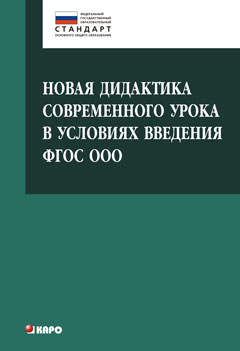 ФЕДЕРАЛЬНЫЙ
ГОСУДАРСТВЕННЫЙ
ОБРАЗОВАТЕЛЬНЫЙ
СТАНДАРТ
ОСНОВНОГО ОБЩЕГО ОБРАЗОВАНИЯ
НОВАЯ ДИДАКТИКА
СОВРЕМЕННОГО УРОКА
В УСЛОВИЯХ ВВЕДЕНИЯ
ФГОС ООО
КАРО